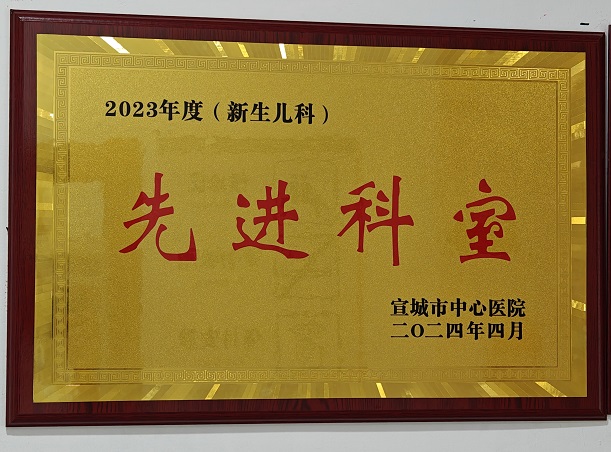 2023年度（新生儿科）
先进科室
宣城市中心医院
二〇二四年四月